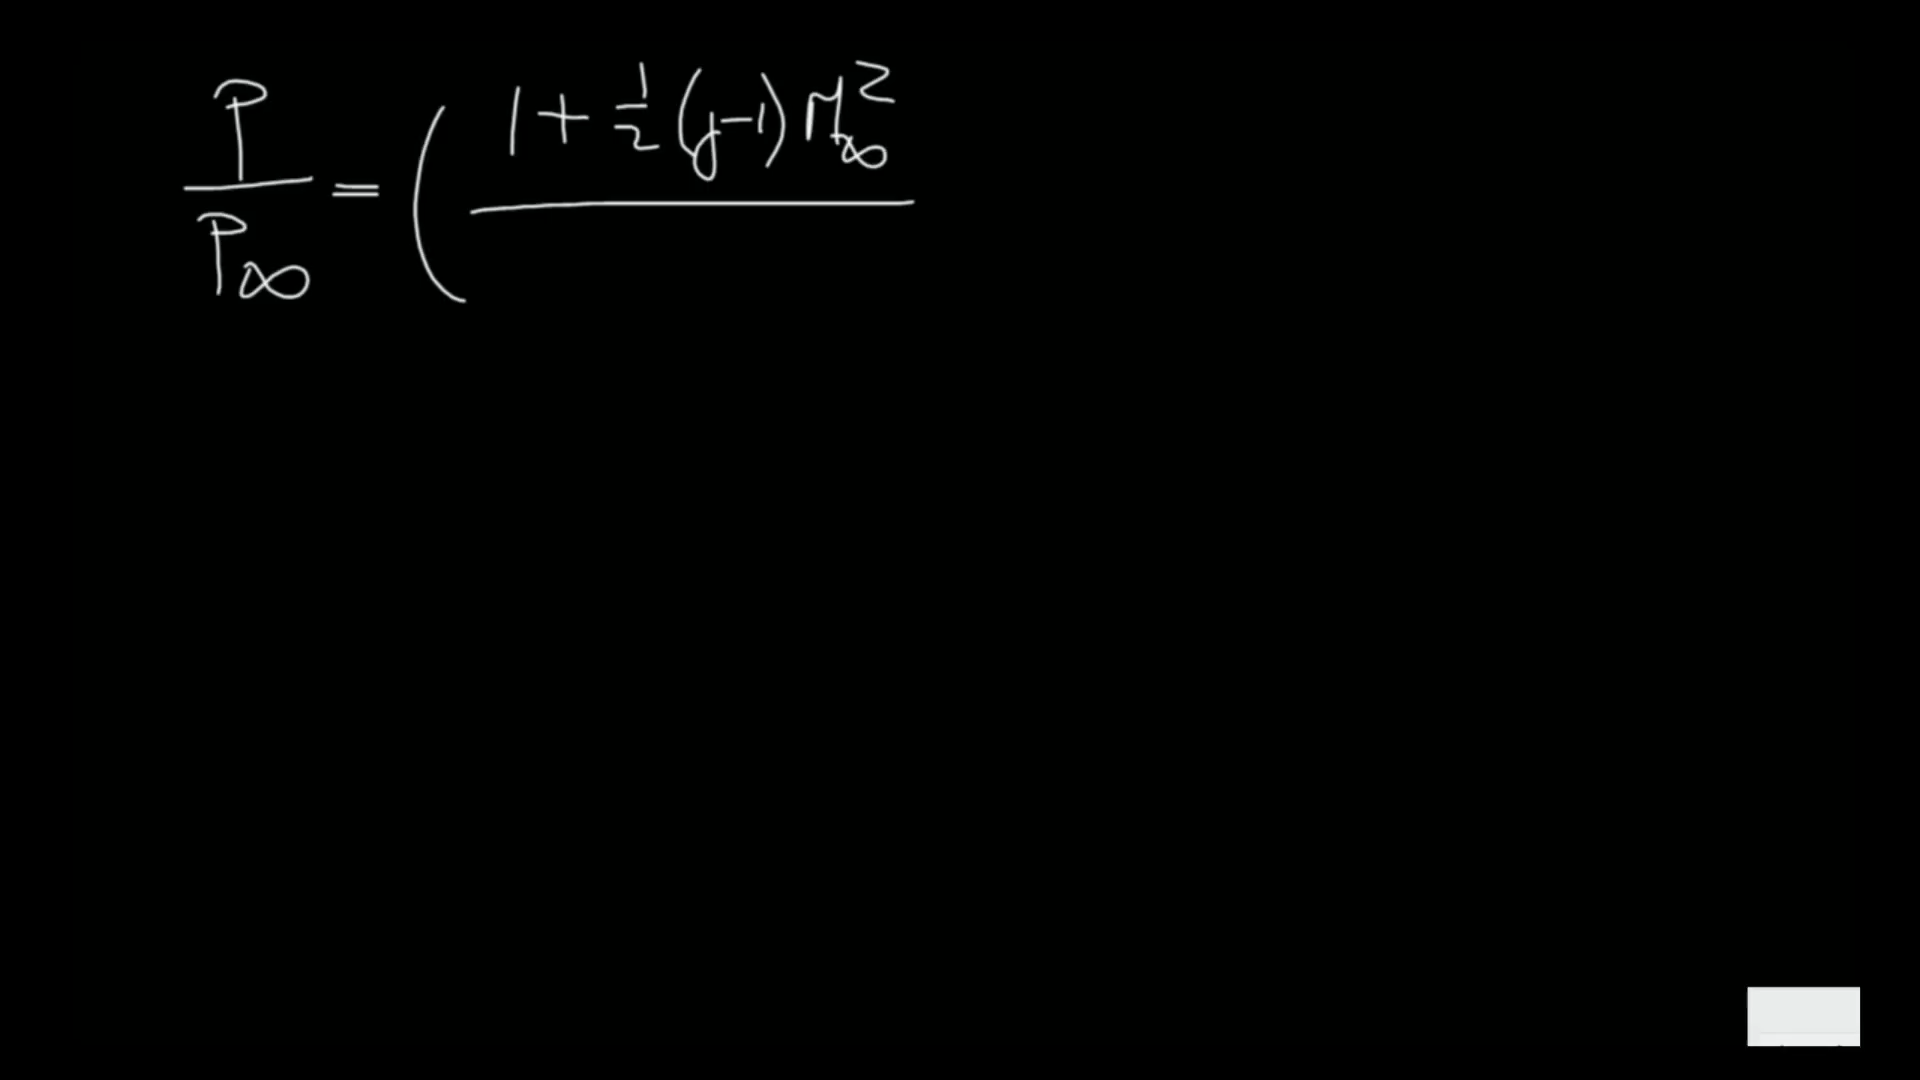 P/P∞ = ( (1 + 1/2 (γ-1) M∞²) /